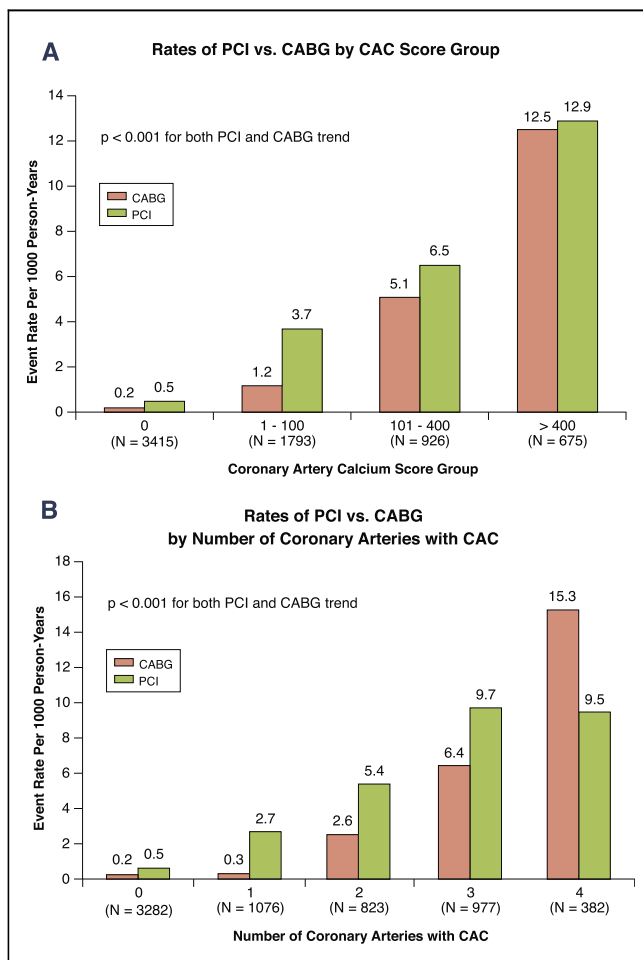 A
Rates of PCI vs. CABG by CAC Score Group
p < 0.001 for both PCI and CABG trend
CABG
PCI
Event Rate Per 1000 Person-Years
14
12
10
8
6
4
2
0
0.2 0.5
1.2 3.7
5.1 6.5
12.5 12.9
0 1 - 100 101 - 400 > 400
(N = 3415) (N = 1793) (N = 926) (N = 675)
Coronary Artery Calcium Score Group
B
Rates of PCI vs. CABG
by Number of Coronary Arteries with CAC
p < 0.001 for both PCI and CABG trend
CABG
PCI
Event Rate Per 1000 Person-Years
18
16
14
12
10
8
6
4
2
0
0.2 0.5
0.3 2.7
2.6 5.4
6.4 9.7
15.3 9.5
0 1 2 3 4
(N = 3282) (N = 1076) (N = 823) (N = 977) (N = 382)
Number of Coronary Arteries with CAC